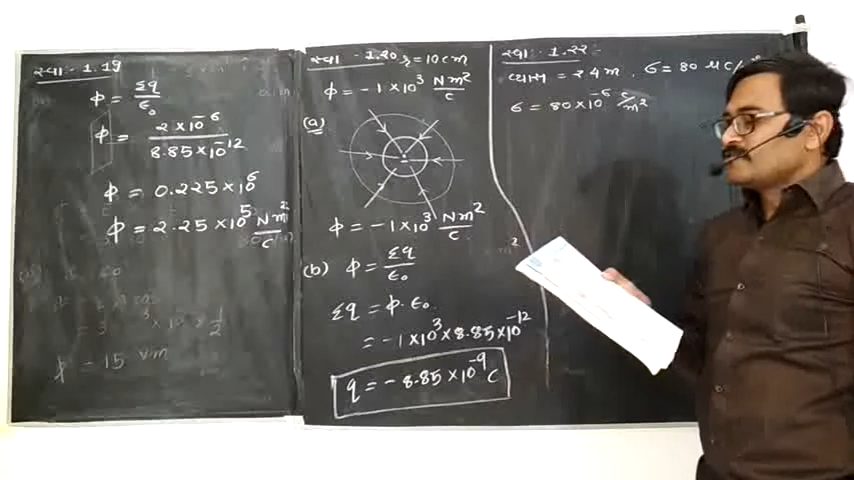 स्वा :- 1.19
φ = Σq/ε₀
φ = 2 × 10⁻⁶ / 8.85 × 10⁻¹²
φ = 0.225 × 10⁶
φ = 2.25 × 10⁵ Nm²/C
φ = 15 Vm
स्वा :- 1.20 r = 10 cm
φ = -1 × 10³ Nm²/C
(a)
φ = -1 × 10³ Nm²/C
(b) φ = Σq/ε₀
Σq = φ · ε₀
= -1 × 10³ × 8.85 × 10⁻¹²
q = -8.85 × 10⁻⁹ C
स्वा :- 1.22 :-
व्यास = 2.4 m . σ = 80 μC/
σ = 80 × 10⁻⁶ C/m²